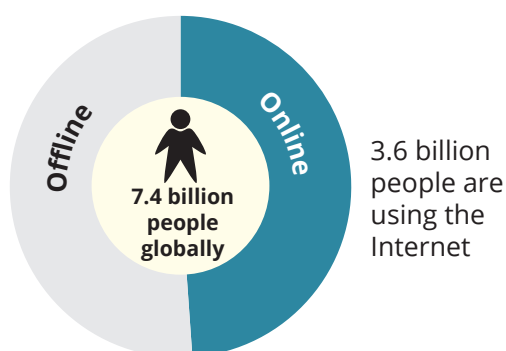 Offline
Online
7.4 billion
people
globally
3.6 billion
people are
using the
Internet